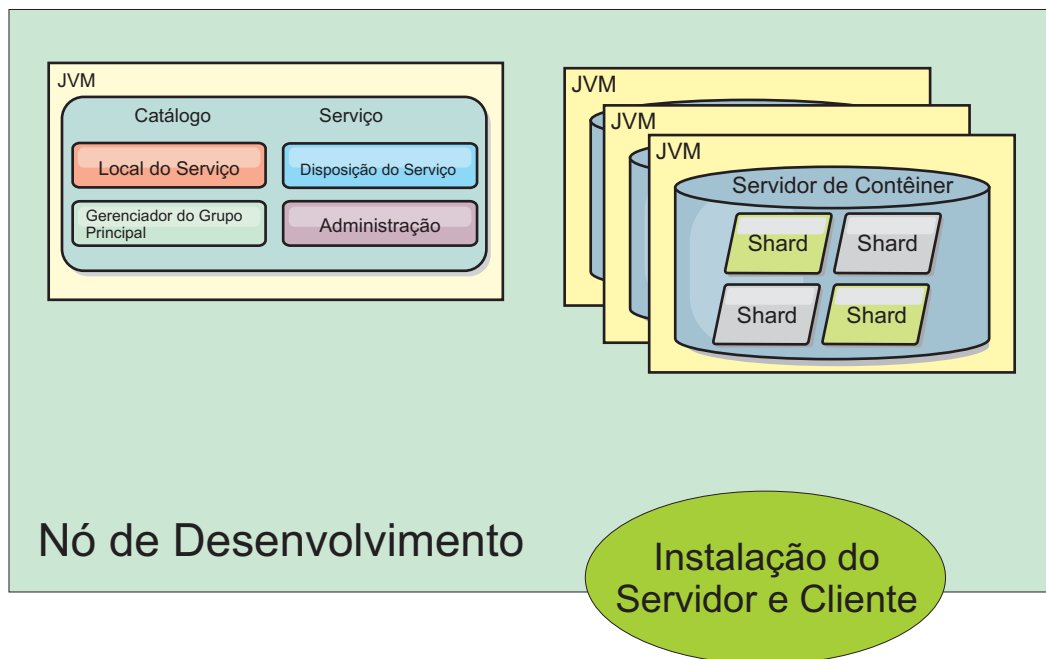 JVM
Catálogo Serviço
Local do Serviço
Disposição do Serviço
Gerenciador do Grupo
Principal
Administração
JVM
JVM
JVM
Servidor de Contêiner
Shard
Shard
Shard
Shard
Nó de Desenvolvimento
Instalação do
Servidor e Cliente